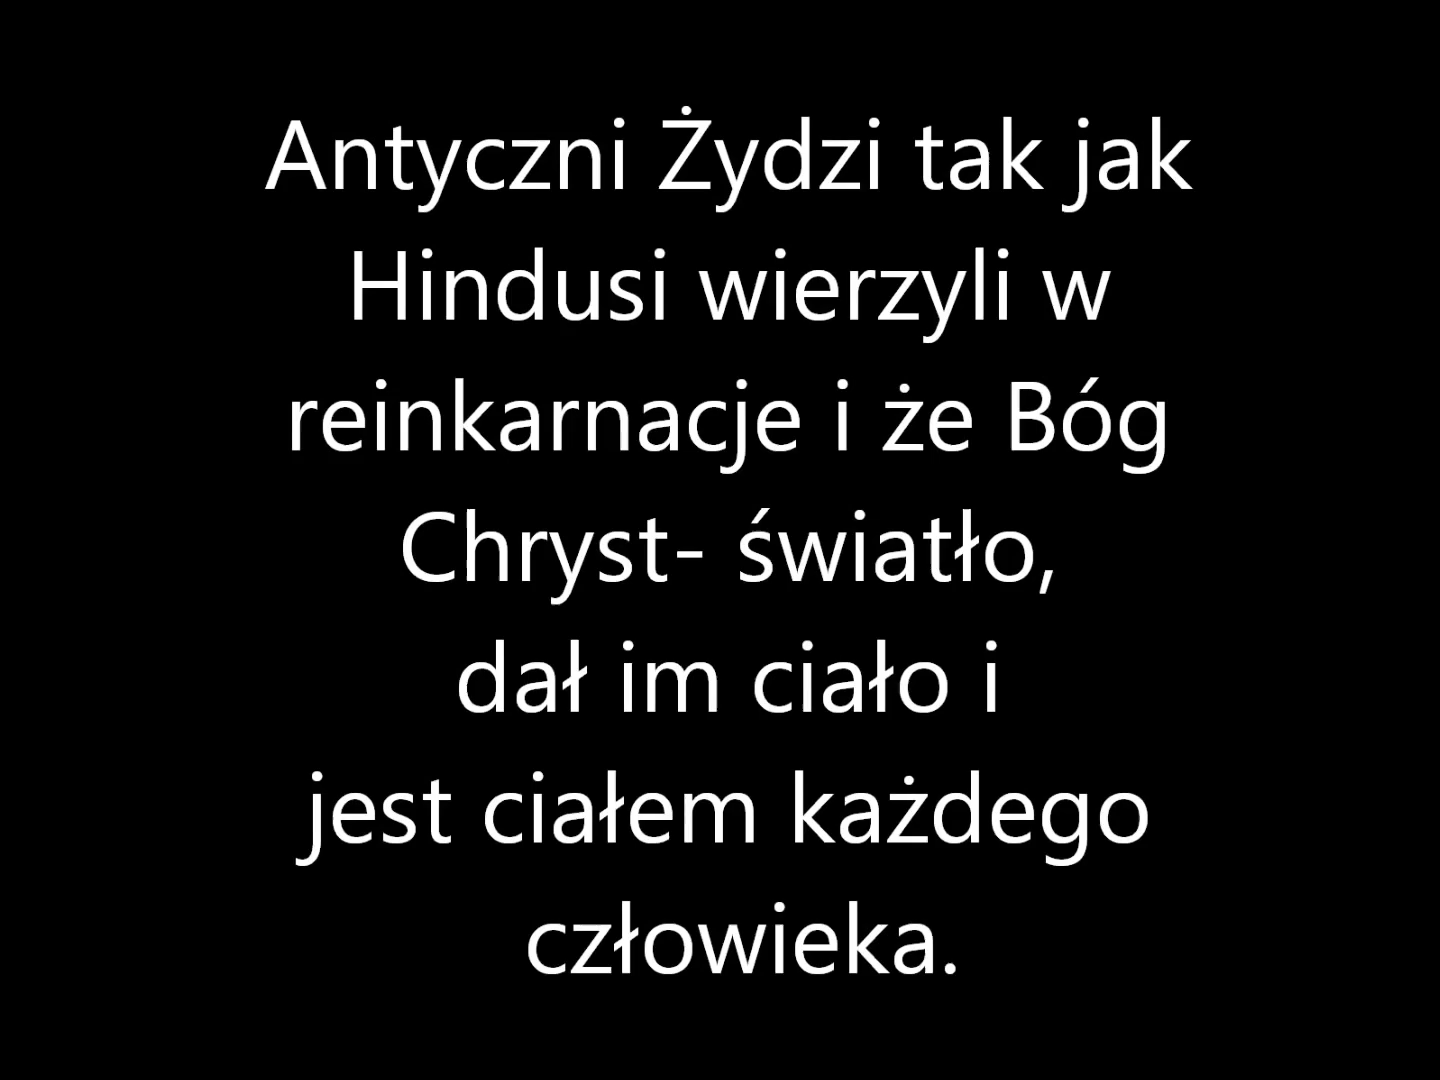 Antyczni Żydzi tak jak
Hindusi wierzyli w
reinkarnacje i że Bóg
Chryst- światło,
dał im ciało i
jest ciałem każdego
człowieka.